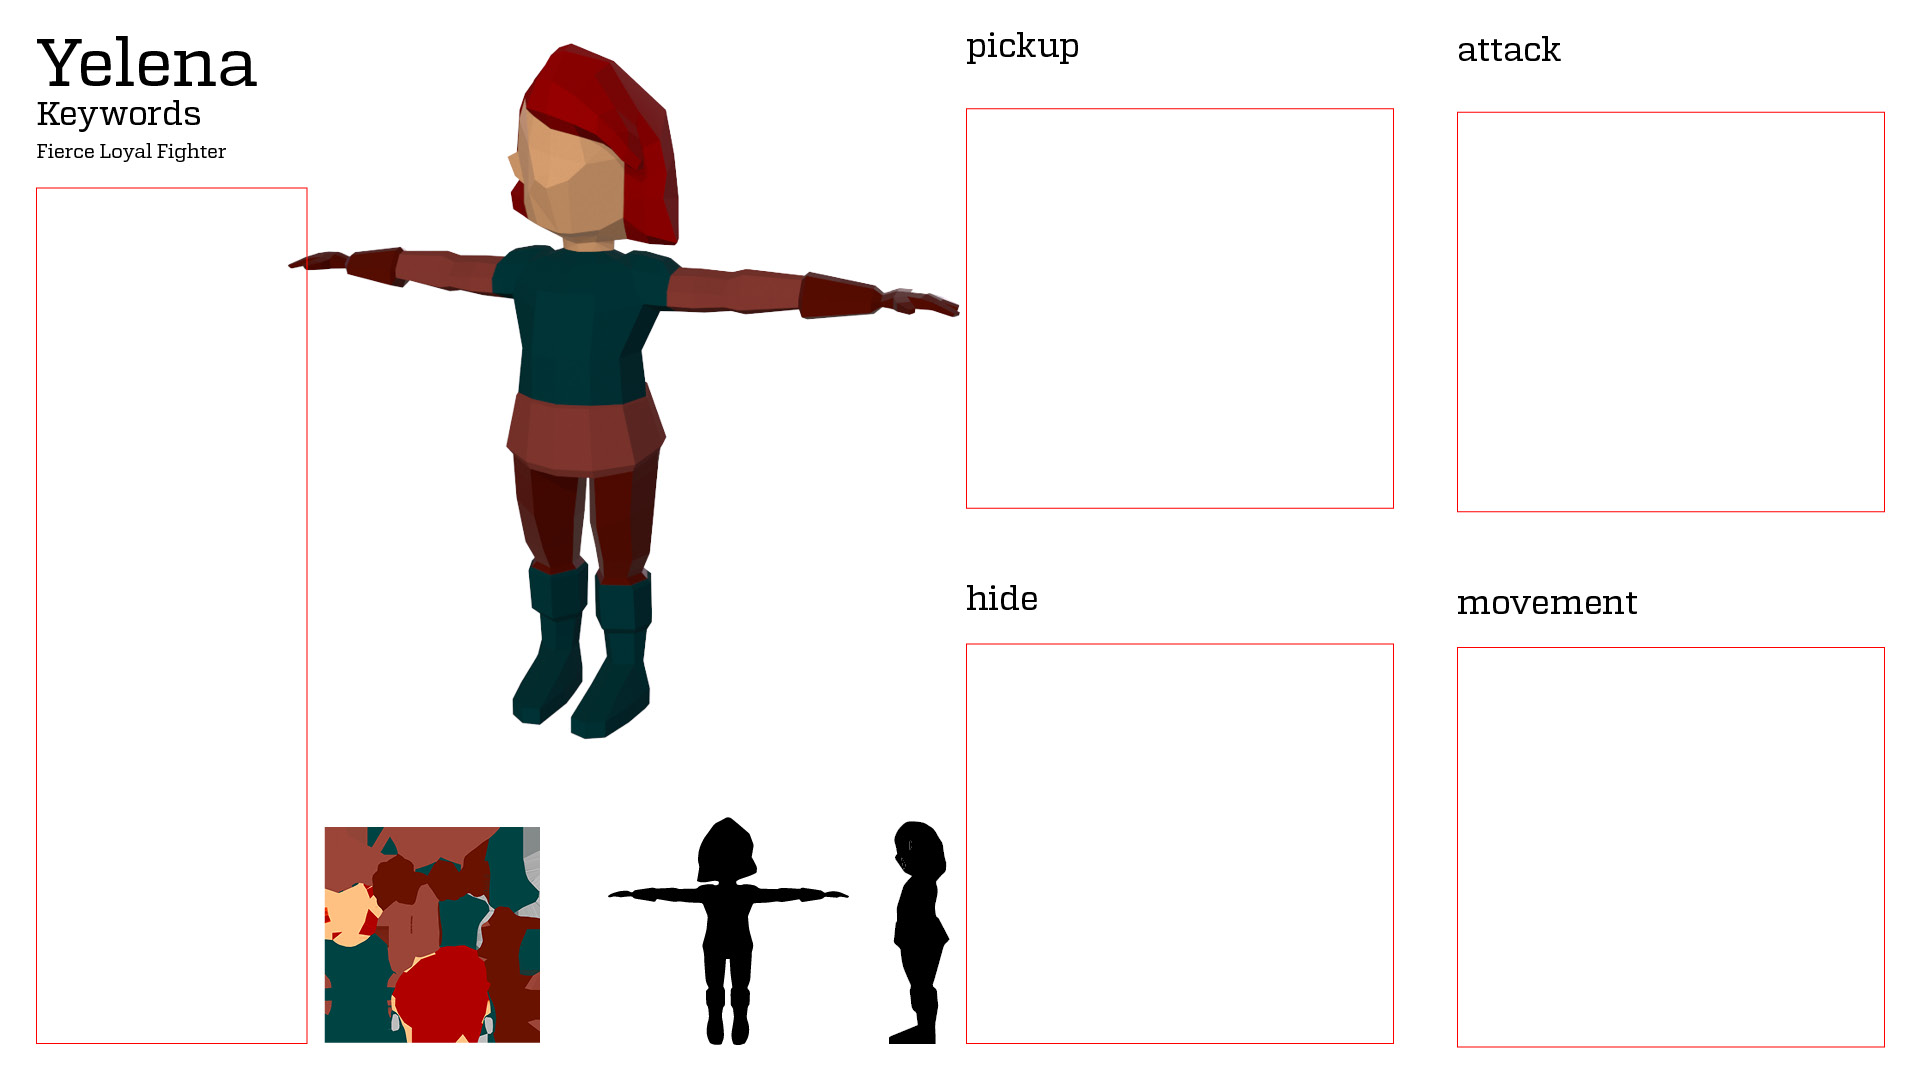 Yelena
Keywords
Fierce Loyal Fighter
pickup
attack
hide
movement